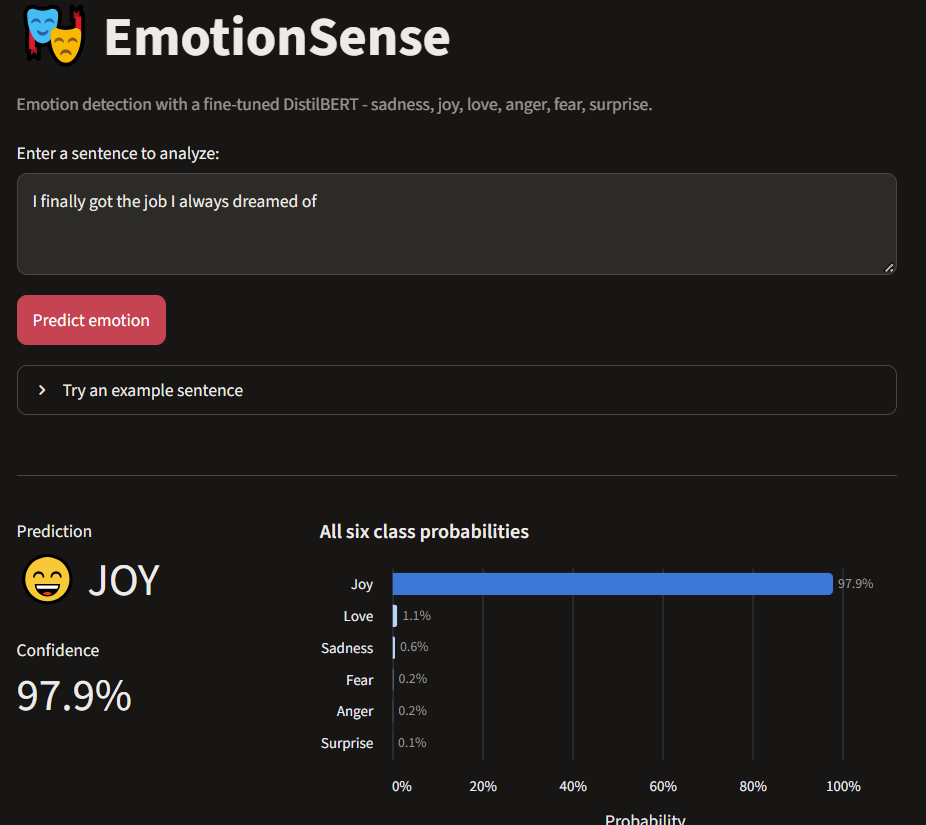 EmotionSense
Emotion detection with a fine-tuned DistilBERT - sadness, joy, love, anger, fear, surprise.
Enter a sentence to analyze:
I finally got the job I always dreamed of
Predict emotion
Try an example sentence
Prediction
JOY
Confidence
97.9%
All six class probabilities
Joy 97.9%
Love 1.1%
Sadness 0.6%
Fear 0.2%
Anger 0.2%
Surprise 0.1%
0% 20% 40% 60% 80% 100%
Probability